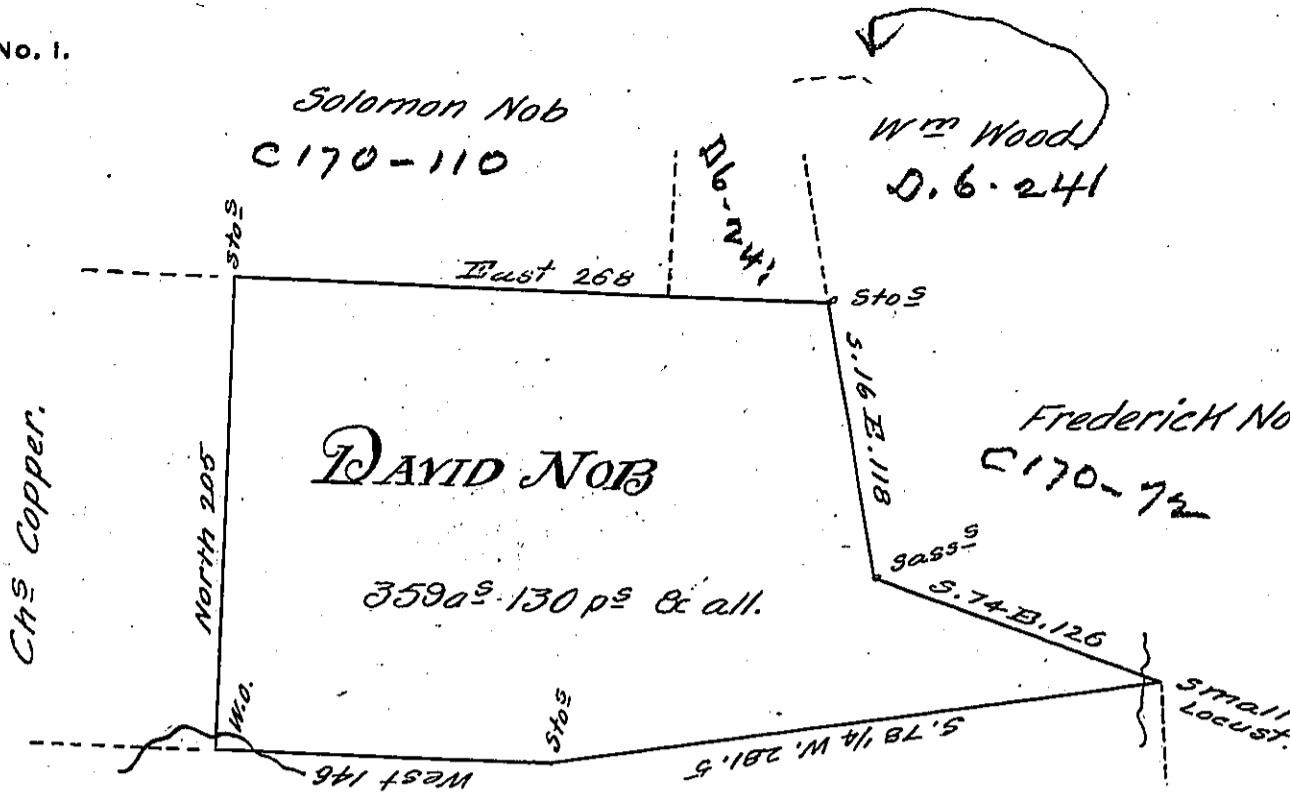 No. 1.
Solomon Nob
C170-110
Wm Wood
D. 6. 241
D6-241
Stos
East 268
Stos
S. 16 E. 118
Frederick No
C170-72
Chs Copper.
North 205
DAVID NOB
359as. 130 ps & all.
Sasss
S. 74 E. 126
Small
Locust.
W.O.
Stos
West 146
S. 78 1/4 W. 281.5